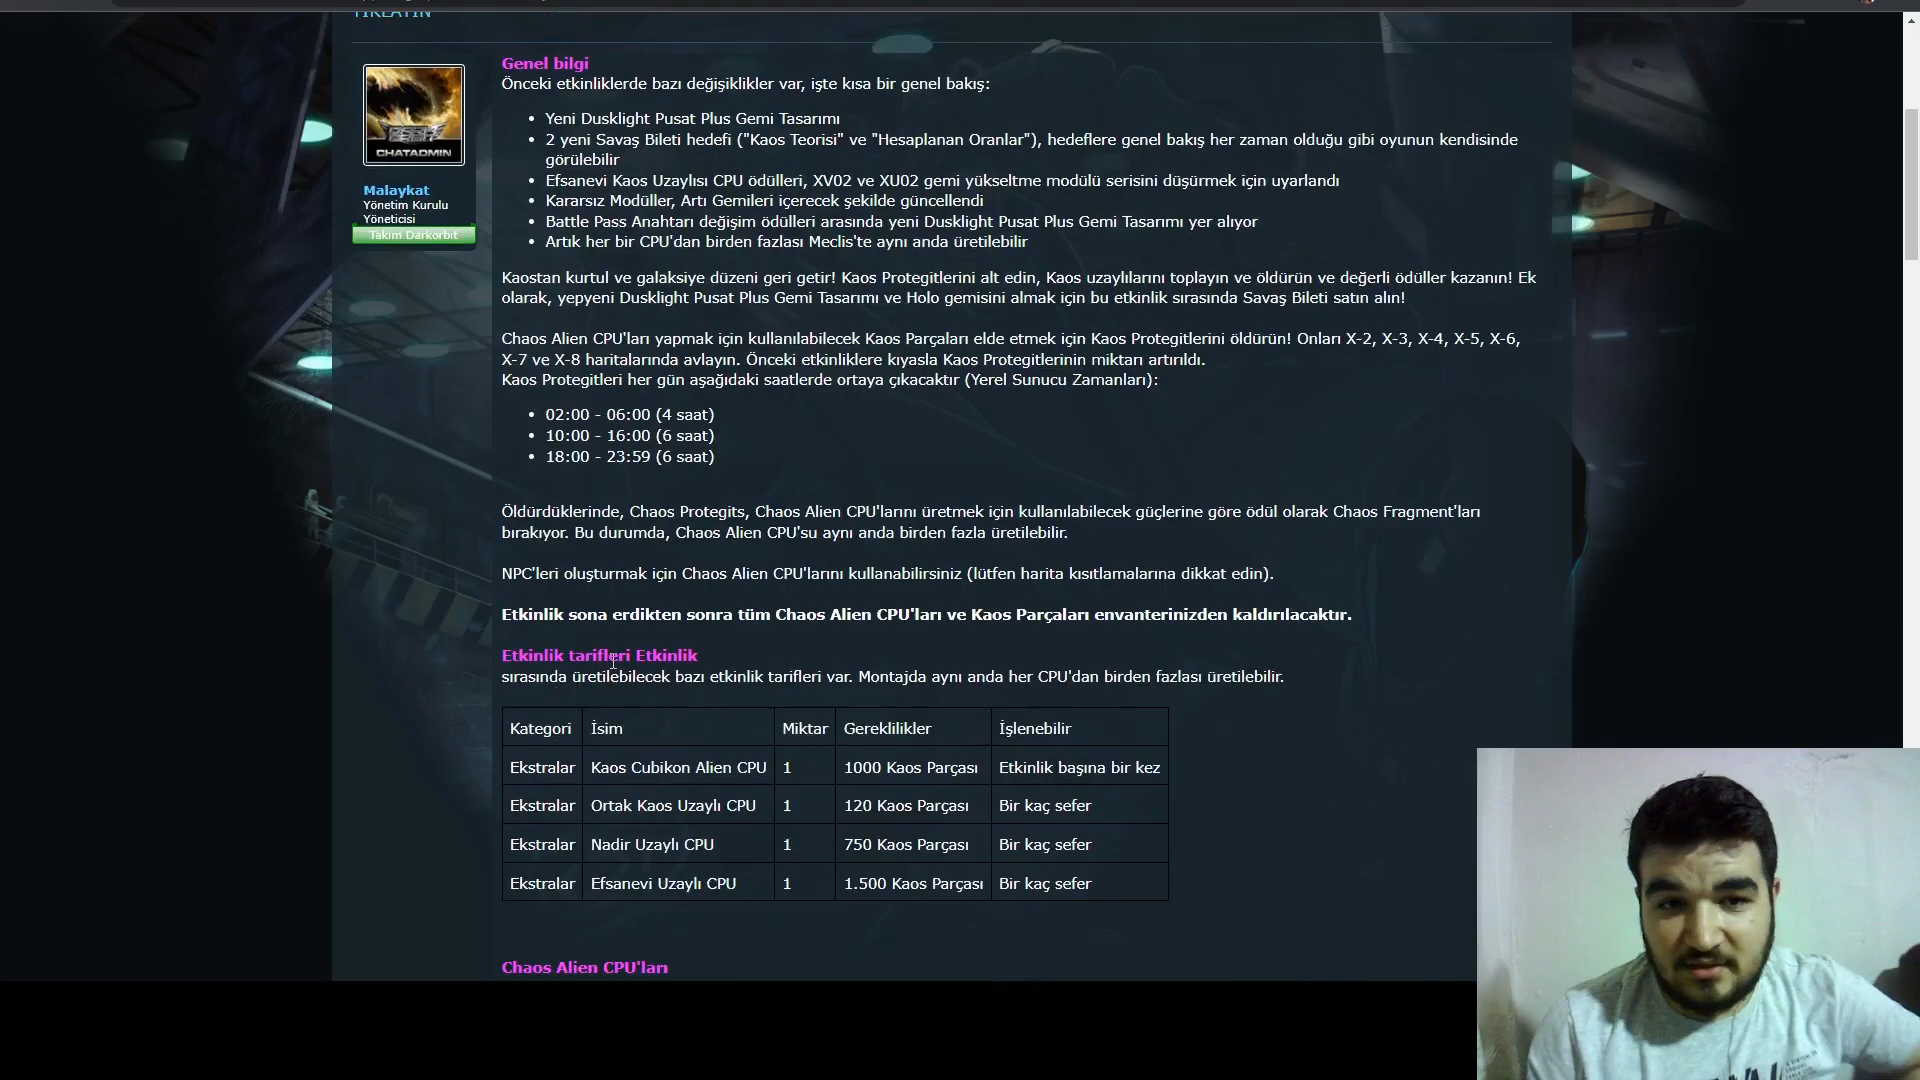 TIKLAYIN
Genel bilgi
Önceki etkinliklerde bazı değişiklikler var, işte kısa bir genel bakış:
CHATADMIN
Malaykat
Yönetim Kurulu
Yöneticisi
Takım Darkorbit
• Yeni Dusklight Pusat Plus Gemi Tasarımı
• 2 yeni Savaş Bileti hedefi ("Kaos Teorisi" ve "Hesaplanan Oranlar"), hedeflere genel bakış her zaman olduğu gibi oyunun kendisinde
görülebilir
• Efsanevi Kaos Uzaylısı CPU ödülleri, XV02 ve XU02 gemi yükseltme modülü serisini düşürmek için uyarlandı
• Kararsız Modüller, Artı Gemileri içerecek şekilde güncellendi
• Battle Pass Anahtarı değişim ödülleri arasında yeni Dusklight Pusat Plus Gemi Tasarımı yer alıyor
• Artık her bir CPU'dan birden fazlası Meclis'te aynı anda üretilebilir
Kaostan kurtul ve galaksiye düzeni geri getir! Kaos Protegitlerini alt edin, Kaos uzaylılarını toplayın ve öldürün ve değerli ödüller kazanın! Ek
olarak, yepyeni Dusklight Pusat Plus Gemi Tasarımı ve Holo gemisini almak için bu etkinlik sırasında Savaş Bileti satın alın!
Chaos Alien CPU'ları yapmak için kullanılabilecek Kaos Parçaları elde etmek için Kaos Protegitlerini öldürün! Onları X-2, X-3, X-4, X-5, X-6,
X-7 ve X-8 haritalarında avlayın. Önceki etkinliklere kıyasla Kaos Protegitlerinin miktarı artırıldı.
Kaos Protegitleri her gün aşağıdaki saatlerde ortaya çıkacaktır (Yerel Sunucu Zamanları):
• 02:00 - 06:00 (4 saat)
• 10:00 - 16:00 (6 saat)
• 18:00 - 23:59 (6 saat)
Öldürdüklerinde, Chaos Protegits, Chaos Alien CPU'larını üretmek için kullanılabilecek güçlerine göre ödül olarak Chaos Fragment'ları
bırakıyor. Bu durumda, Chaos Alien CPU'su aynı anda birden fazla üretilebilir.
NPC'leri oluşturmak için Chaos Alien CPU'larını kullanabilirsiniz (lütfen harita kısıtlamalarına dikkat edin).
Etkinlik sona erdikten sonra tüm Chaos Alien CPU'ları ve Kaos Parçaları envanterinizden kaldırılacaktır.
Etkinlik tarifleri Etkinlik
sırasında üretilebilecek bazı etkinlik tarifleri var. Montajda aynı anda her CPU'dan birden fazlası üretilebilir.
Kategori İsim Miktar Gereklilikler İşlenebilir
Ekstralar Kaos Cubikon Alien CPU 1 1000 Kaos Parçası Etkinlik başına bir kez
Ekstralar Ortak Kaos Uzaylı CPU 1 120 Kaos Parçası Bir kaç sefer
Ekstralar Nadir Uzaylı CPU 1 750 Kaos Parçası Bir kaç sefer
Ekstralar Efsanevi Uzaylı CPU 1 1.500 Kaos Parçası Bir kaç sefer
Chaos Alien CPU'ları